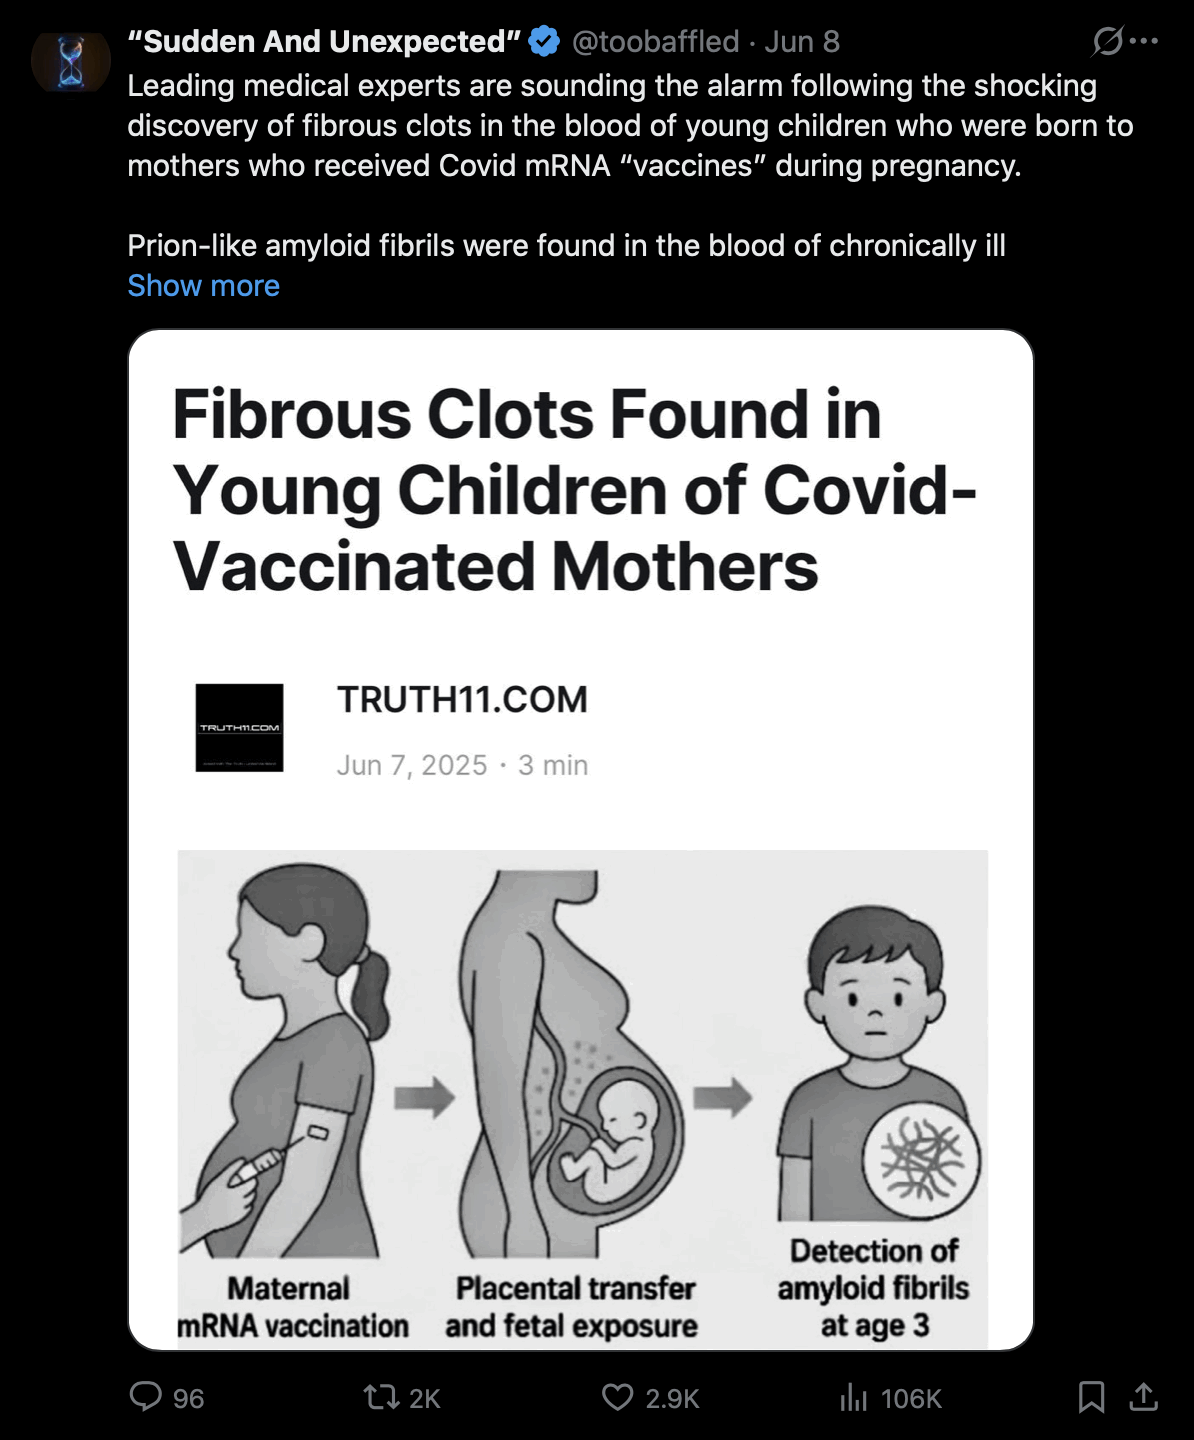 “Sudden And Unexpected” @toobaffled · Jun 8
Leading medical experts are sounding the alarm following the shocking
discovery of fibrous clots in the blood of young children who were born to
mothers who received Covid mRNA “vaccines” during pregnancy.
Prion-like amyloid fibrils were found in the blood of chronically ill
Show more
Fibrous Clots Found in
Young Children of Covid-
Vaccinated Mothers
TRUTH11.COM
TRUTH11.COM
Jun 7, 2025 · 3 min
Maternal
mRNA vaccination
Placental transfer
and fetal exposure
Detection of
amyloid fibrils
at age 3
96
2K
2.9K
106K